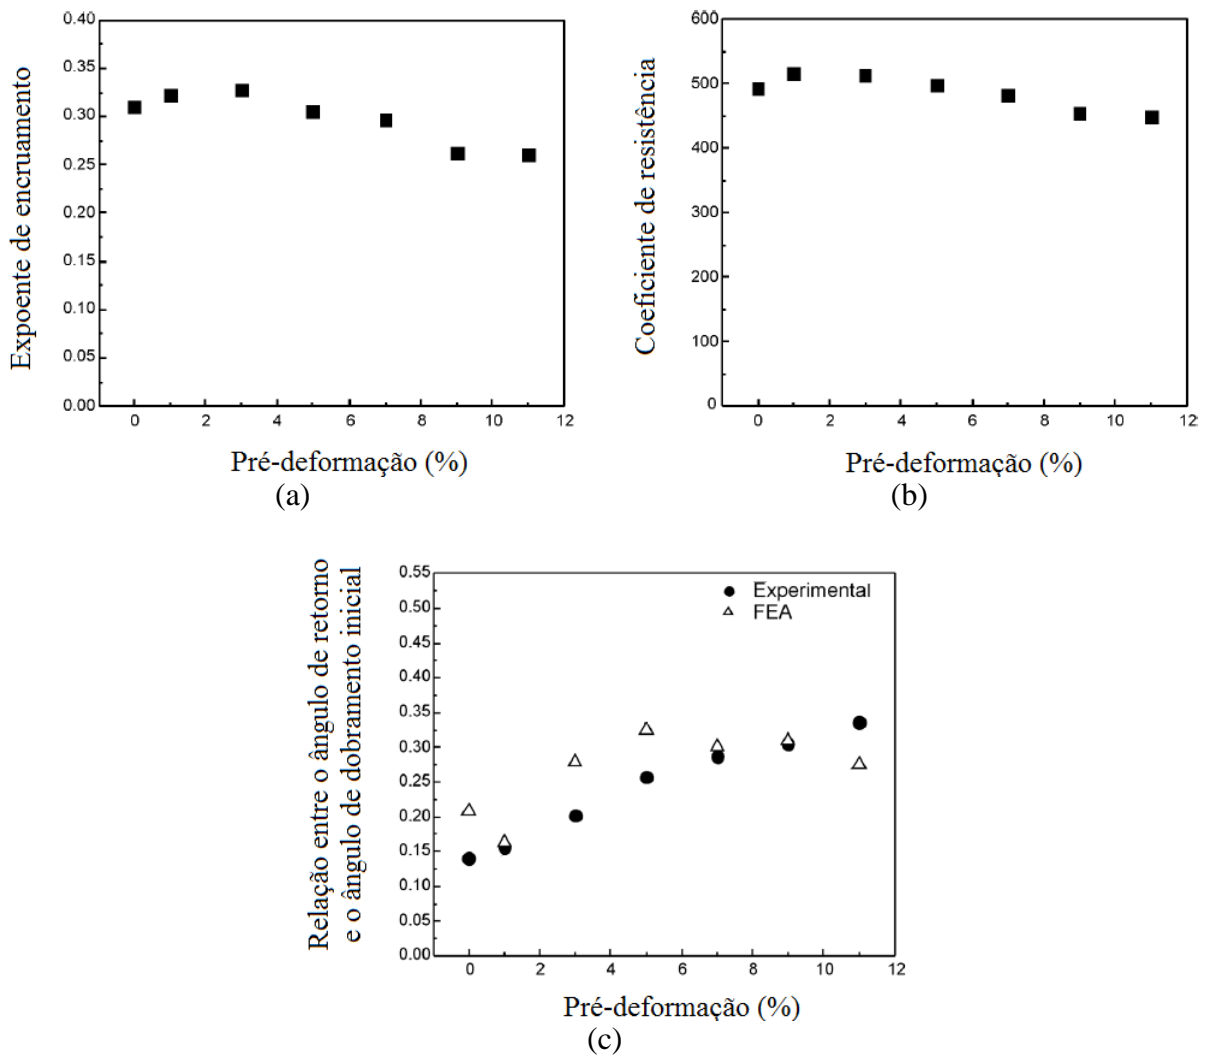 Expoente de encruamento
0.40
0.35
0.30
0.25
0.20
0.15
0.10
0.05
0.00
0 2 4 6 8 10 12
Pré-deformação (%)
(a)
Coeficiente de resistência
600
500
400
300
200
100
0
0 2 4 6 8 10 12
Pré-deformação (%)
(b)
Relação entre o ângulo de retorno
e o ângulo de dobramento inicial
0.55
0.50
0.45
0.40
0.35
0.30
0.25
0.20
0.15
0.10
0.05
0.00
Experimental
FEA
0 2 4 6 8 10 12
Pré-deformação (%)
(c)